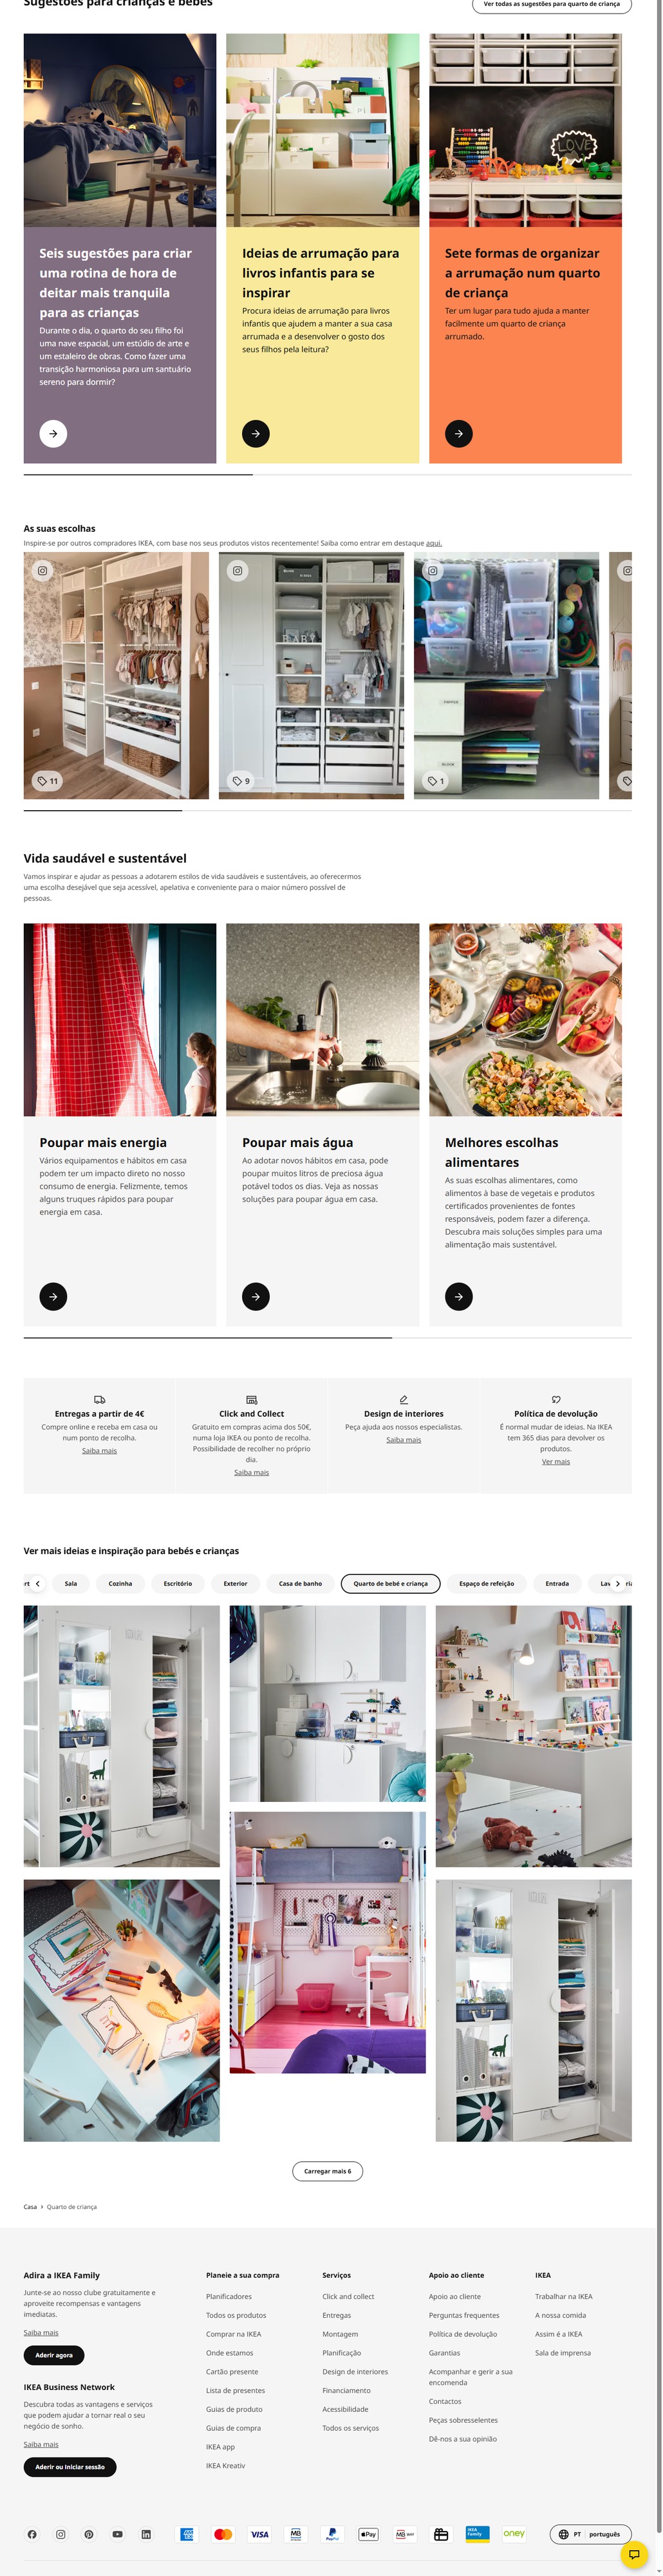 Sugestões para crianças e bebés
Ver todas as sugestões para quarto de criança
Seis sugestões para criar
uma rotina de hora de
deitar mais tranquila
para as crianças
Durante o dia, o quarto do seu filho foi
uma nave espacial, um estúdio de arte e
um estaleiro de obras. Como fazer uma
transição harmoniosa para um santuário
sereno para dormir?
Ideias de arrumação para
livros infantis para se
inspirar
Procura ideias de arrumação para livros
infantis que ajudem a manter a sua casa
arrumada e a desenvolver o gosto dos
seus filhos pela leitura?
LOVE
Sete formas de organizar
a arrumação num quarto
de criança
Ter um lugar para tudo ajuda a manter
facilmente um quarto de criança
arrumado.
As suas escolhas
Inspire-se por outros compradores IKEA, com base nos seus produtos vistos recentemente! Saiba como entrar em destaque aqui.
11
BABY
9
1
Vida saudável e sustentável
Vamos inspirar e ajudar as pessoas a adotarem estilos de vida saudáveis e sustentáveis, ao oferecermos
uma escolha desejável que seja acessível, apelativa e conveniente para o maior número possível de
pessoas.
Poupar mais energia
Vários equipamentos e hábitos em casa
podem ter um impacto direto no nosso
consumo de energia. Felizmente, temos
alguns truques rápidos para poupar
energia em casa.
Poupar mais água
Ao adotar novos hábitos em casa, pode
poupar muitos litros de preciosa água
potável todos os dias. Veja as nossas
soluções para poupar água em casa.
Melhores escolhas
alimentares
As suas escolhas alimentares, como
alimentos à base de vegetais e produtos
certificados provenientes de fontes
responsáveis, podem fazer a diferença.
Descubra mais soluções simples para uma
alimentação mais sustentável.
Entregas a partir de 4€
Compre online e receba em casa ou
num ponto de recolha.
Saiba mais
Click and Collect
Gratuito em compras acima dos 50€,
numa loja IKEA ou ponto de recolha.
Possibilidade de recolher no próprio
dia.
Saiba mais
Design de interiores
Peça ajuda aos nossos especialistas.
Saiba mais
Política de devolução
É normal mudar de ideias. Na IKEA
tem 365 dias para devolver os
produtos.
Ver mais
Ver mais ideias e inspiração para bebés e crianças
Sala
Cozinha
Escritório
Exterior
Casa de banho
Quarto de bebé e criança
Espaço de refeição
Entrada
Carregar mais 6
Casa
Quarto de criança
Adira a IKEA Family
Junte-se ao nosso clube gratuitamente e
aproveite recompensas e vantagens
imediatas.
Saiba mais
Aderir agora
IKEA Business Network
Descubra todas as vantagens e serviços
que podem ajudar a tornar real o seu
negócio de sonho.
Saiba mais
Aderir ou iniciar sessão
Planeie a sua compra
Planificadores
Todos os produtos
Comprar na IKEA
Onde estamos
Cartão presente
Lista de presentes
Guias de produto
Guias de compra
IKEA app
IKEA Kreativ
Serviços
Click and collect
Entregas
Montagem
Planificação
Design de interiores
Financiamento
Acessibilidade
Todos os serviços
Apoio ao cliente
Apoio ao cliente
Perguntas frequentes
Política de devolução
Garantias
Acompanhar e gerir a sua
encomenda
Contactos
Peças sobresselentes
Dê-nos a sua opinião
IKEA
Trabalhar na IKEA
A nossa comida
Assim é a IKEA
Sala de imprensa
VISA
MB
PayPal
Pay
MB WAY
IKEA
Family
oney
PT
português